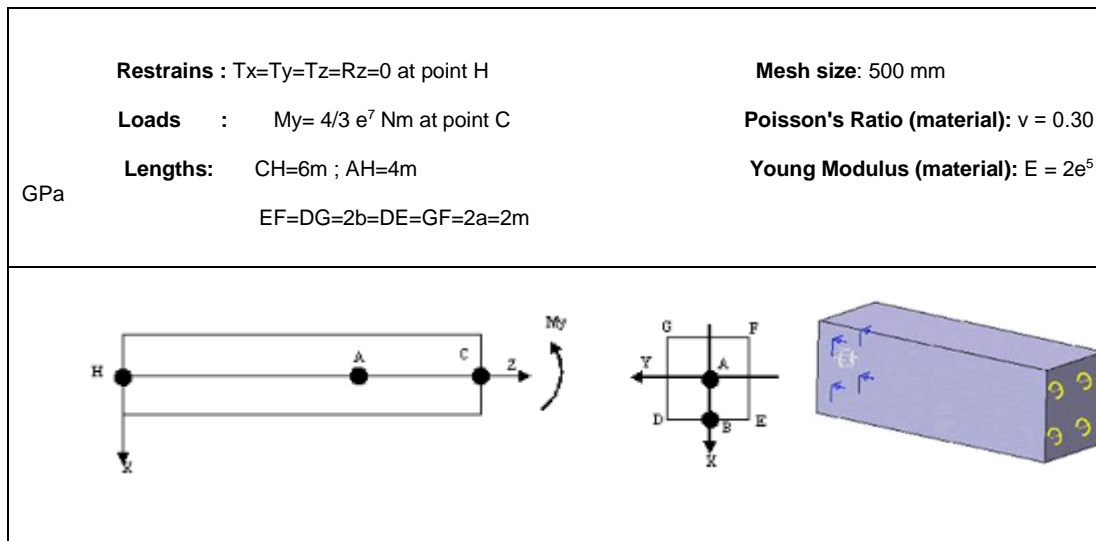 Restrains : Tx=Ty=Tz=Rz=0 at point H
Mesh size: 500 mm
Loads : My= 4/3 e⁷ Nm at point C
Poisson's Ratio (material): ν = 0.30
Lengths: CH=6m ; AH=4m
Young Modulus (material): E = 2e⁵
GPa
EF=DG=2b=DE=GF=2a=2m
My
H
A
C
Z
X
G
F
Y
A
D
B
E
X